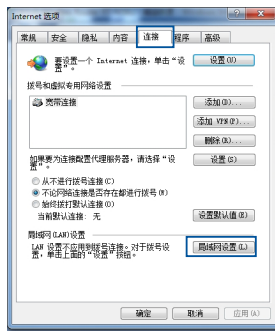 Internet 选项
常规 安全 隐私 内容 连接 程序 高级
要设置一个 Internet 连接，单击“设置”。
设置(U)
拨号和虚拟专用网络设置
宽带连接
添加(D)...
添加 VPN(P)...
删除(R)...
如果要为连接配置代理服务器，请选择“设置”。
设置(S)
从不进行拨号连接(C)
不论网络连接是否存在都进行拨号(W)
始终拨打默认连接(O)
当前默认连接: 无
设置默认值(E)
局域网(LAN)设置
LAN 设置不应用到拨号连接。对于拨号设置，单击上面的“设置”按钮。
局域网设置(L)
确定 取消 应用(A)